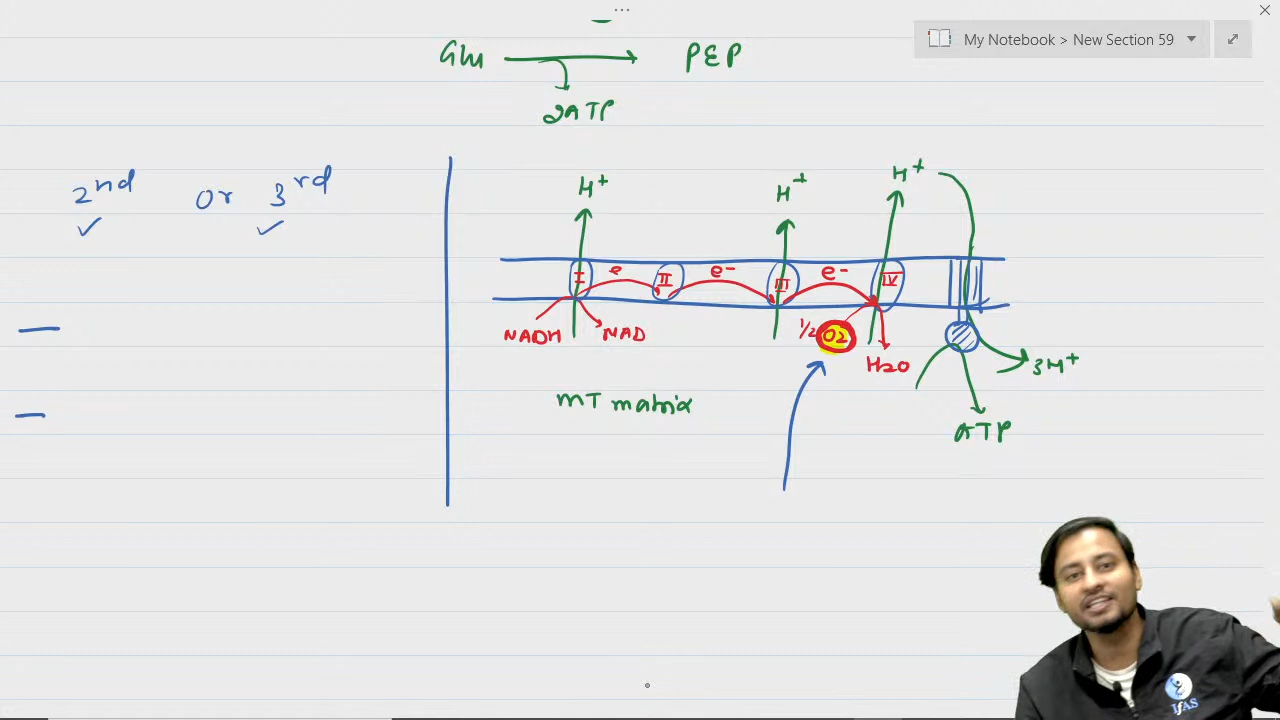 My Notebook > New Section 59
Glu → PEP
2ATP
2nd or 3rd
H+ H+ H+
I e II e- III e- IV
NADH NAD 1/2 O2 H2O 3H+
mT matrix
ATP
IFAS